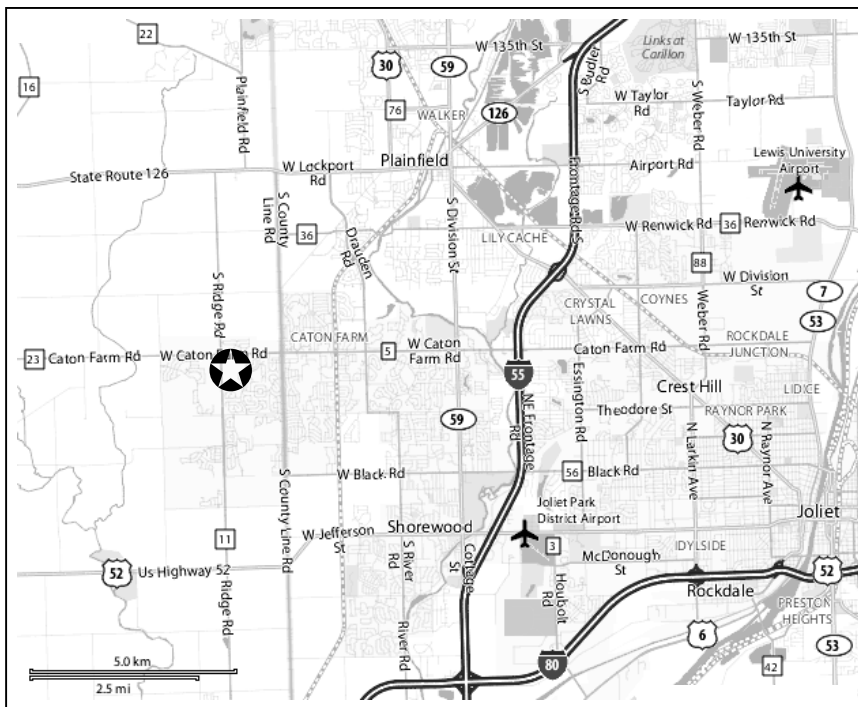 22
W 135th St
Links at
Carillon
W 135th St
30
59
S Budler
Rd
16
Plainfield Rd
76
WALKER
126
W Taylor
Rd
S Weber Rd
Taylor Rd
Plainfield
W Lockport
Rd
State Route 126
Airport Rd
Lewis University
Airport
S County
Line Rd
36
Drauden
Rd
S Division St
LILY CACHE
Frontage Rd S
W Renwick Rd
36
Renwick Rd
88
W Division
St
7
S Ridge Rd
CRYSTAL
LAWNS
COYNES
Weber Rd
53
CATON FARM
ROCKDALE
JUNCTION
23
Caton Farm Rd
W Caton Farm Rd
5
W Caton
Farm Rd
Caton Farm Rd
55
Essington Rd
Crest Hill
LIDICE
59
NE Frontage
Rd
Theodore St
RAYNOR PARK
30
N Larkin Ave
N Raynor Ave
S County Line Rd
W Black Rd
56
Black Rd
Joliet Park
District Airport
Joliet
11
W Jefferson
St
Shorewood
3
IDYLSIDE
McDonough
St
52
Us Highway 52
S River
Rd
Cottage
St
Houbolt
Rd
52
Rockdale
Ridge Rd
River Rd
PRESTON
HEIGHTS
6
53
5.0 km
2.5 mi
80
42